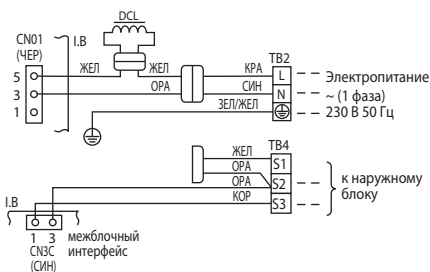 DCL
CN01
(ЧЕР)
I.B
TB2
5
ЖЕЛ
ЖЕЛ
КРА
L
Электропитание
3
ОРА
СИН
N
~ (1 фаза)
1
ЗЕЛ/ЖЕЛ
230 В 50 Гц
TB4
ЖЕЛ
S1
ОРА
ОРА
S2
к наружному
блоку
КОР
S3
I.B
1 3
межблочный
CN3C
интерфейс
(СИН)